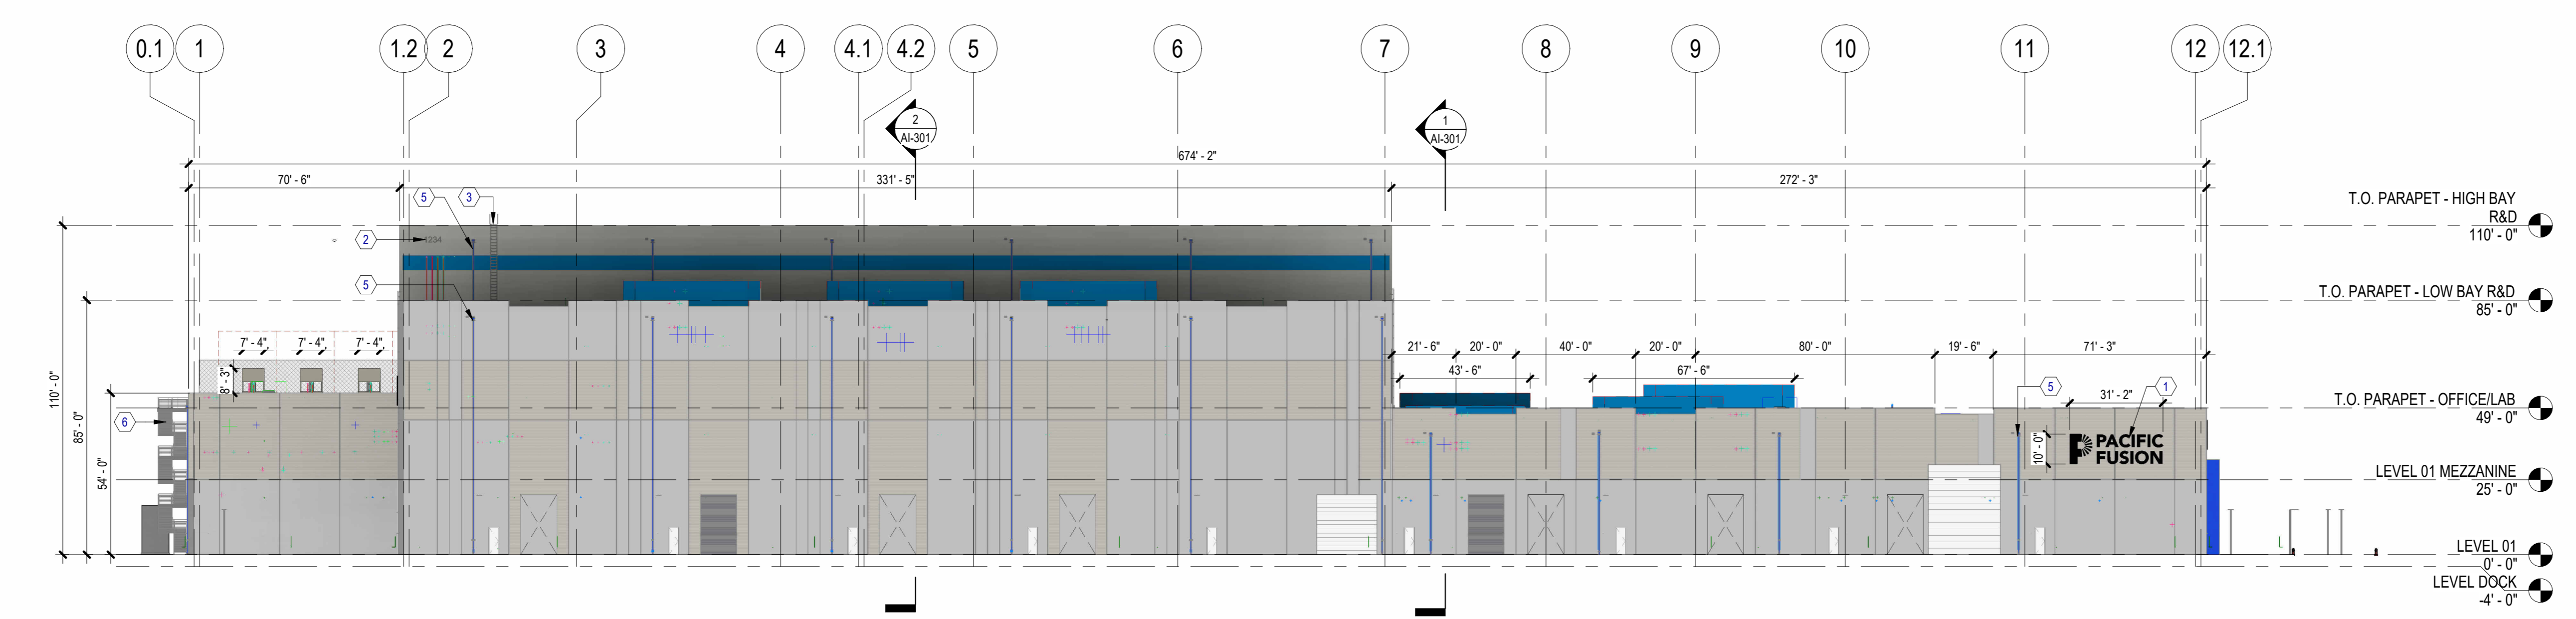 0.1 1 1.2 2 3 4 4.1 4.2 5 6 7 8 9 10 11 12 12.1
2
AI-301
1
AI-301
674' - 2"
70' - 6" 331' - 5" 272' - 3"
5 3
2 1234
5
T.O. PARAPET - HIGH BAY
R&D
110' - 0"
T.O. PARAPET - LOW BAY R&D
85' - 0"
7' - 4" 7' - 4" 7' - 4"
8' - 3"
110' - 0"
85' - 0"
54' - 0"
6
21' - 6" 20' - 0" 40' - 0" 20' - 0" 80' - 0" 19' - 6" 71' - 3"
43' - 6" 67' - 6"
5 1
31' - 2"
10' - 0"
PACIFIC
FUSION
T.O. PARAPET - OFFICE/LAB
49' - 0"
LEVEL 01 MEZZANINE
25' - 0"
LEVEL 01
0' - 0"
LEVEL DOCK
-4' - 0"